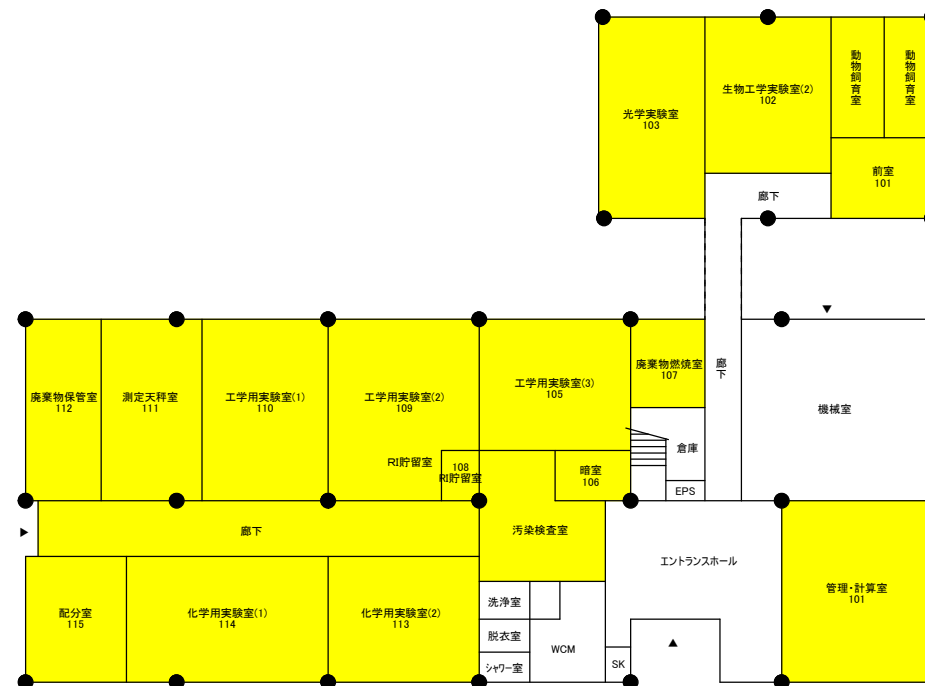 動物飼育室
動物飼育室
生物工学実験室(2)
102
光学実験室
103
前室
101
廊下
▼
廃棄物保管室
112
測定天秤室
111
工学用実験室(1)
110
工学用実験室(2)
109
工学用実験室(3)
105
廃棄物燃焼室
107
廊下
機械室
RI貯留室
108
RI貯留室
暗室
106
倉庫
EPS
▶
廊下
汚染検査室
エントランスホール
配分室
115
化学用実験室(1)
114
化学用実験室(2)
113
洗浄室
脱衣室
シャワー室
WCM
SK
▲
管理・計算室
101